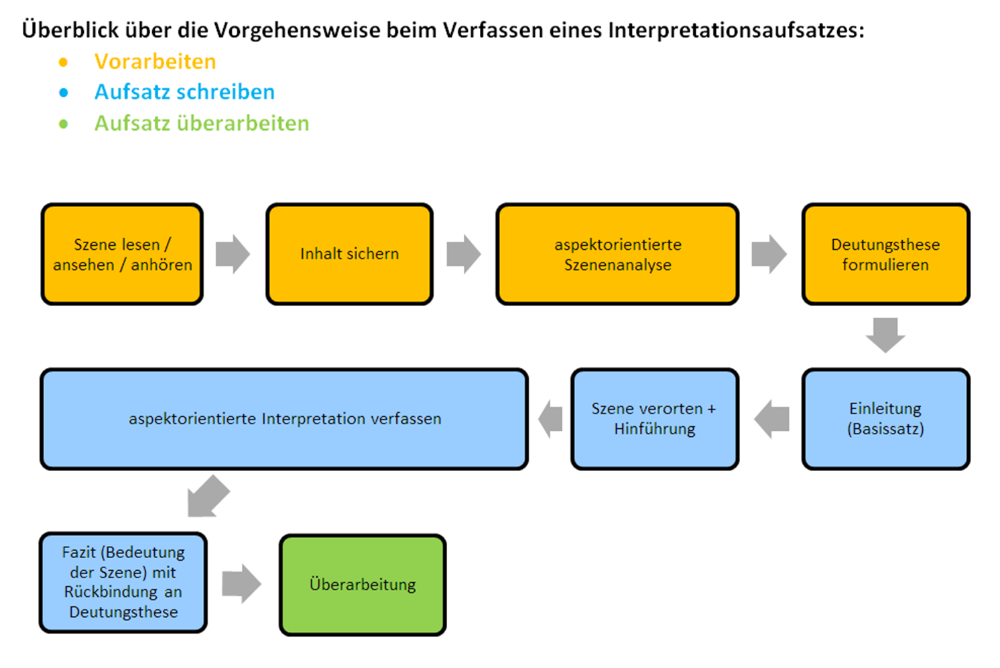 Überblick über die Vorgehensweise beim Verfassen eines Interpretationsaufsatzes:
• Vorarbeiten
• Aufsatz schreiben
• Aufsatz überarbeiten
Szene lesen /
ansehen / anhören
Inhalt sichern
aspektorientierte
Szenenanalyse
Deutungsthese
formulieren
Einleitung
(Basissatz)
Szene verorten +
Hinführung
aspektorientierte Interpretation verfassen
Fazit (Bedeutung
der Szene) mit
Rückbindung an
Deutungsthese
Überarbeitung